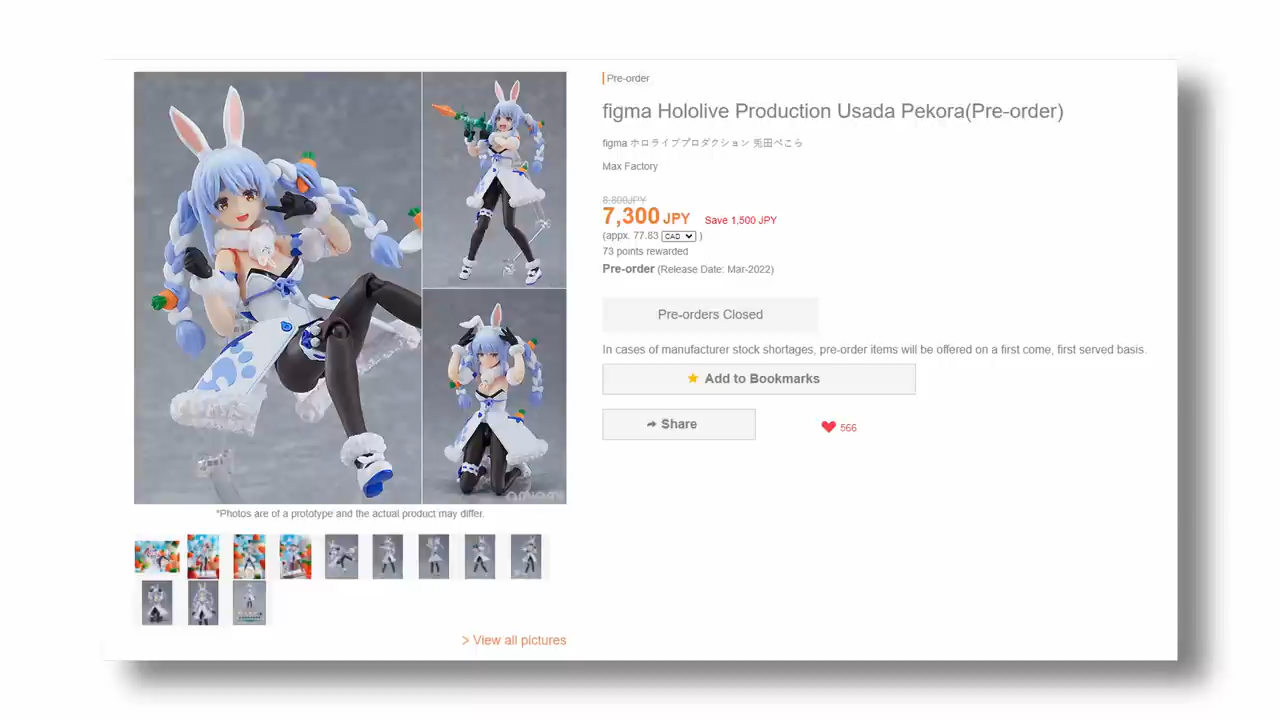 Pre-order
figma Hololive Production Usada Pekora(Pre-order)
figma ホロライブプロダクション 兎田ぺこら
Max Factory
8,800JPY
7,300 JPY Save 1,500 JPY
(appx. 77.83 CAD )
73 points rewarded
Pre-order (Release Date: Mar-2022)
Pre-orders Closed
In cases of manufacturer stock shortages, pre-order items will be offered on a first come, first served basis.
Add to Bookmarks
Share 566
amiami
*Photos are of a prototype and the actual product may differ.
> View all pictures